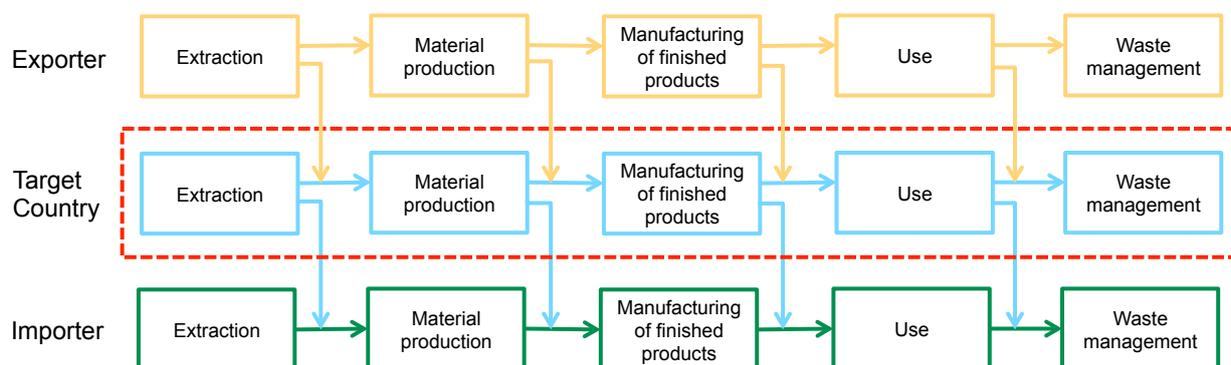 Exporter
Extraction
Material
production
Manufacturing
of finished
products
Use
Waste
management
Target
Country
Extraction
Material
production
Manufacturing
of finished
products
Use
Waste
management
Importer
Extraction
Material
production
Manufacturing
of finished
products
Use
Waste
management